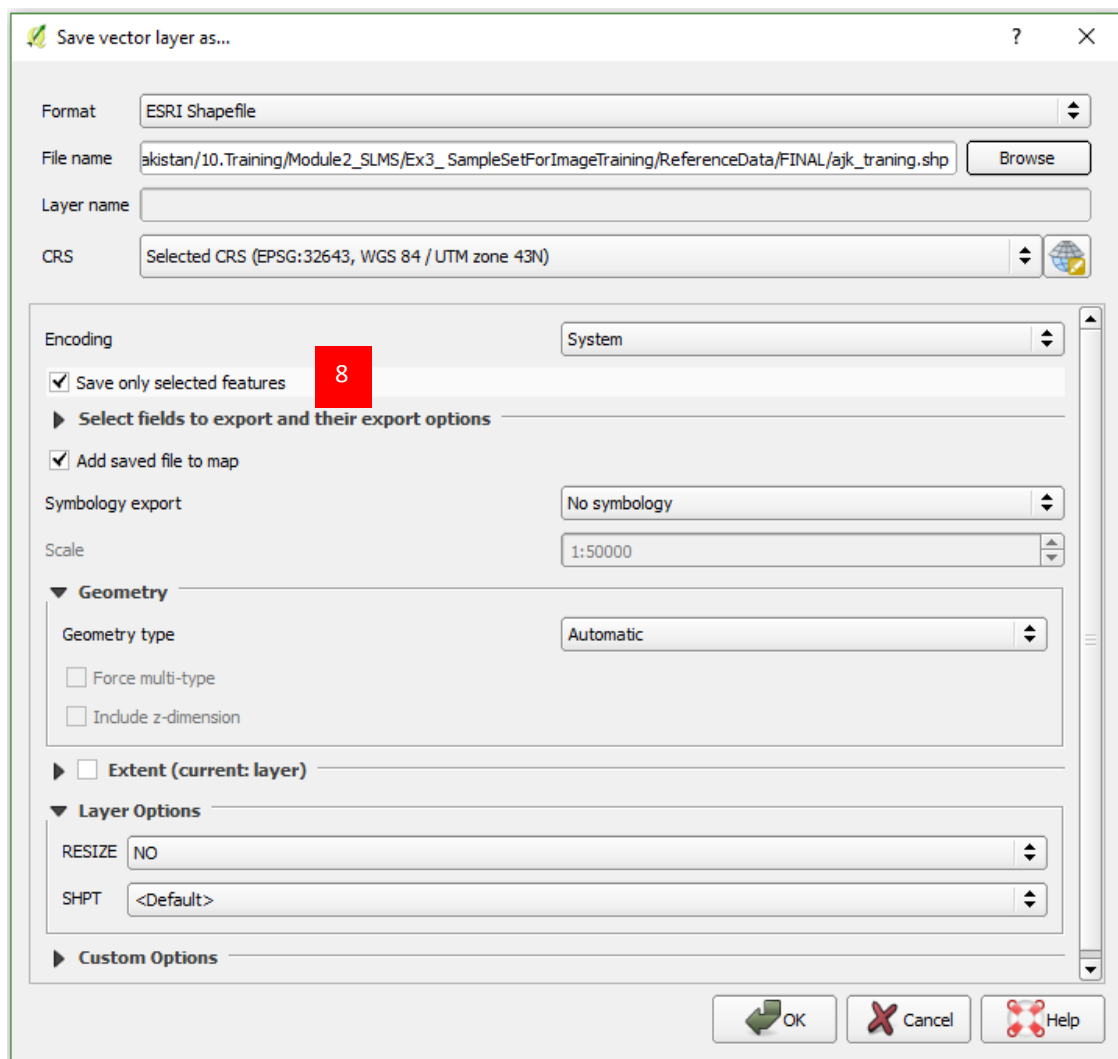 Save vector layer as...
?
Format ESRI Shapefile
File name akistan/10.Training/Module2_SLMS/Ex3_ SampleSetForImageTraining/ReferenceData/FINAL/ajk_traning.shp Browse
Layer name
CRS Selected CRS (EPSG:32643, WGS 84 / UTM zone 43N)
Encoding System
Save only selected features 8
Select fields to export and their export options
Add saved file to map
Symbology export No symbology
Scale 1:50000
Geometry
Geometry type Automatic
Force multi-type
Include z-dimension
Extent (current: layer)
Layer Options
RESIZE NO
SHPT <Default>
Custom Options
OK Cancel Help